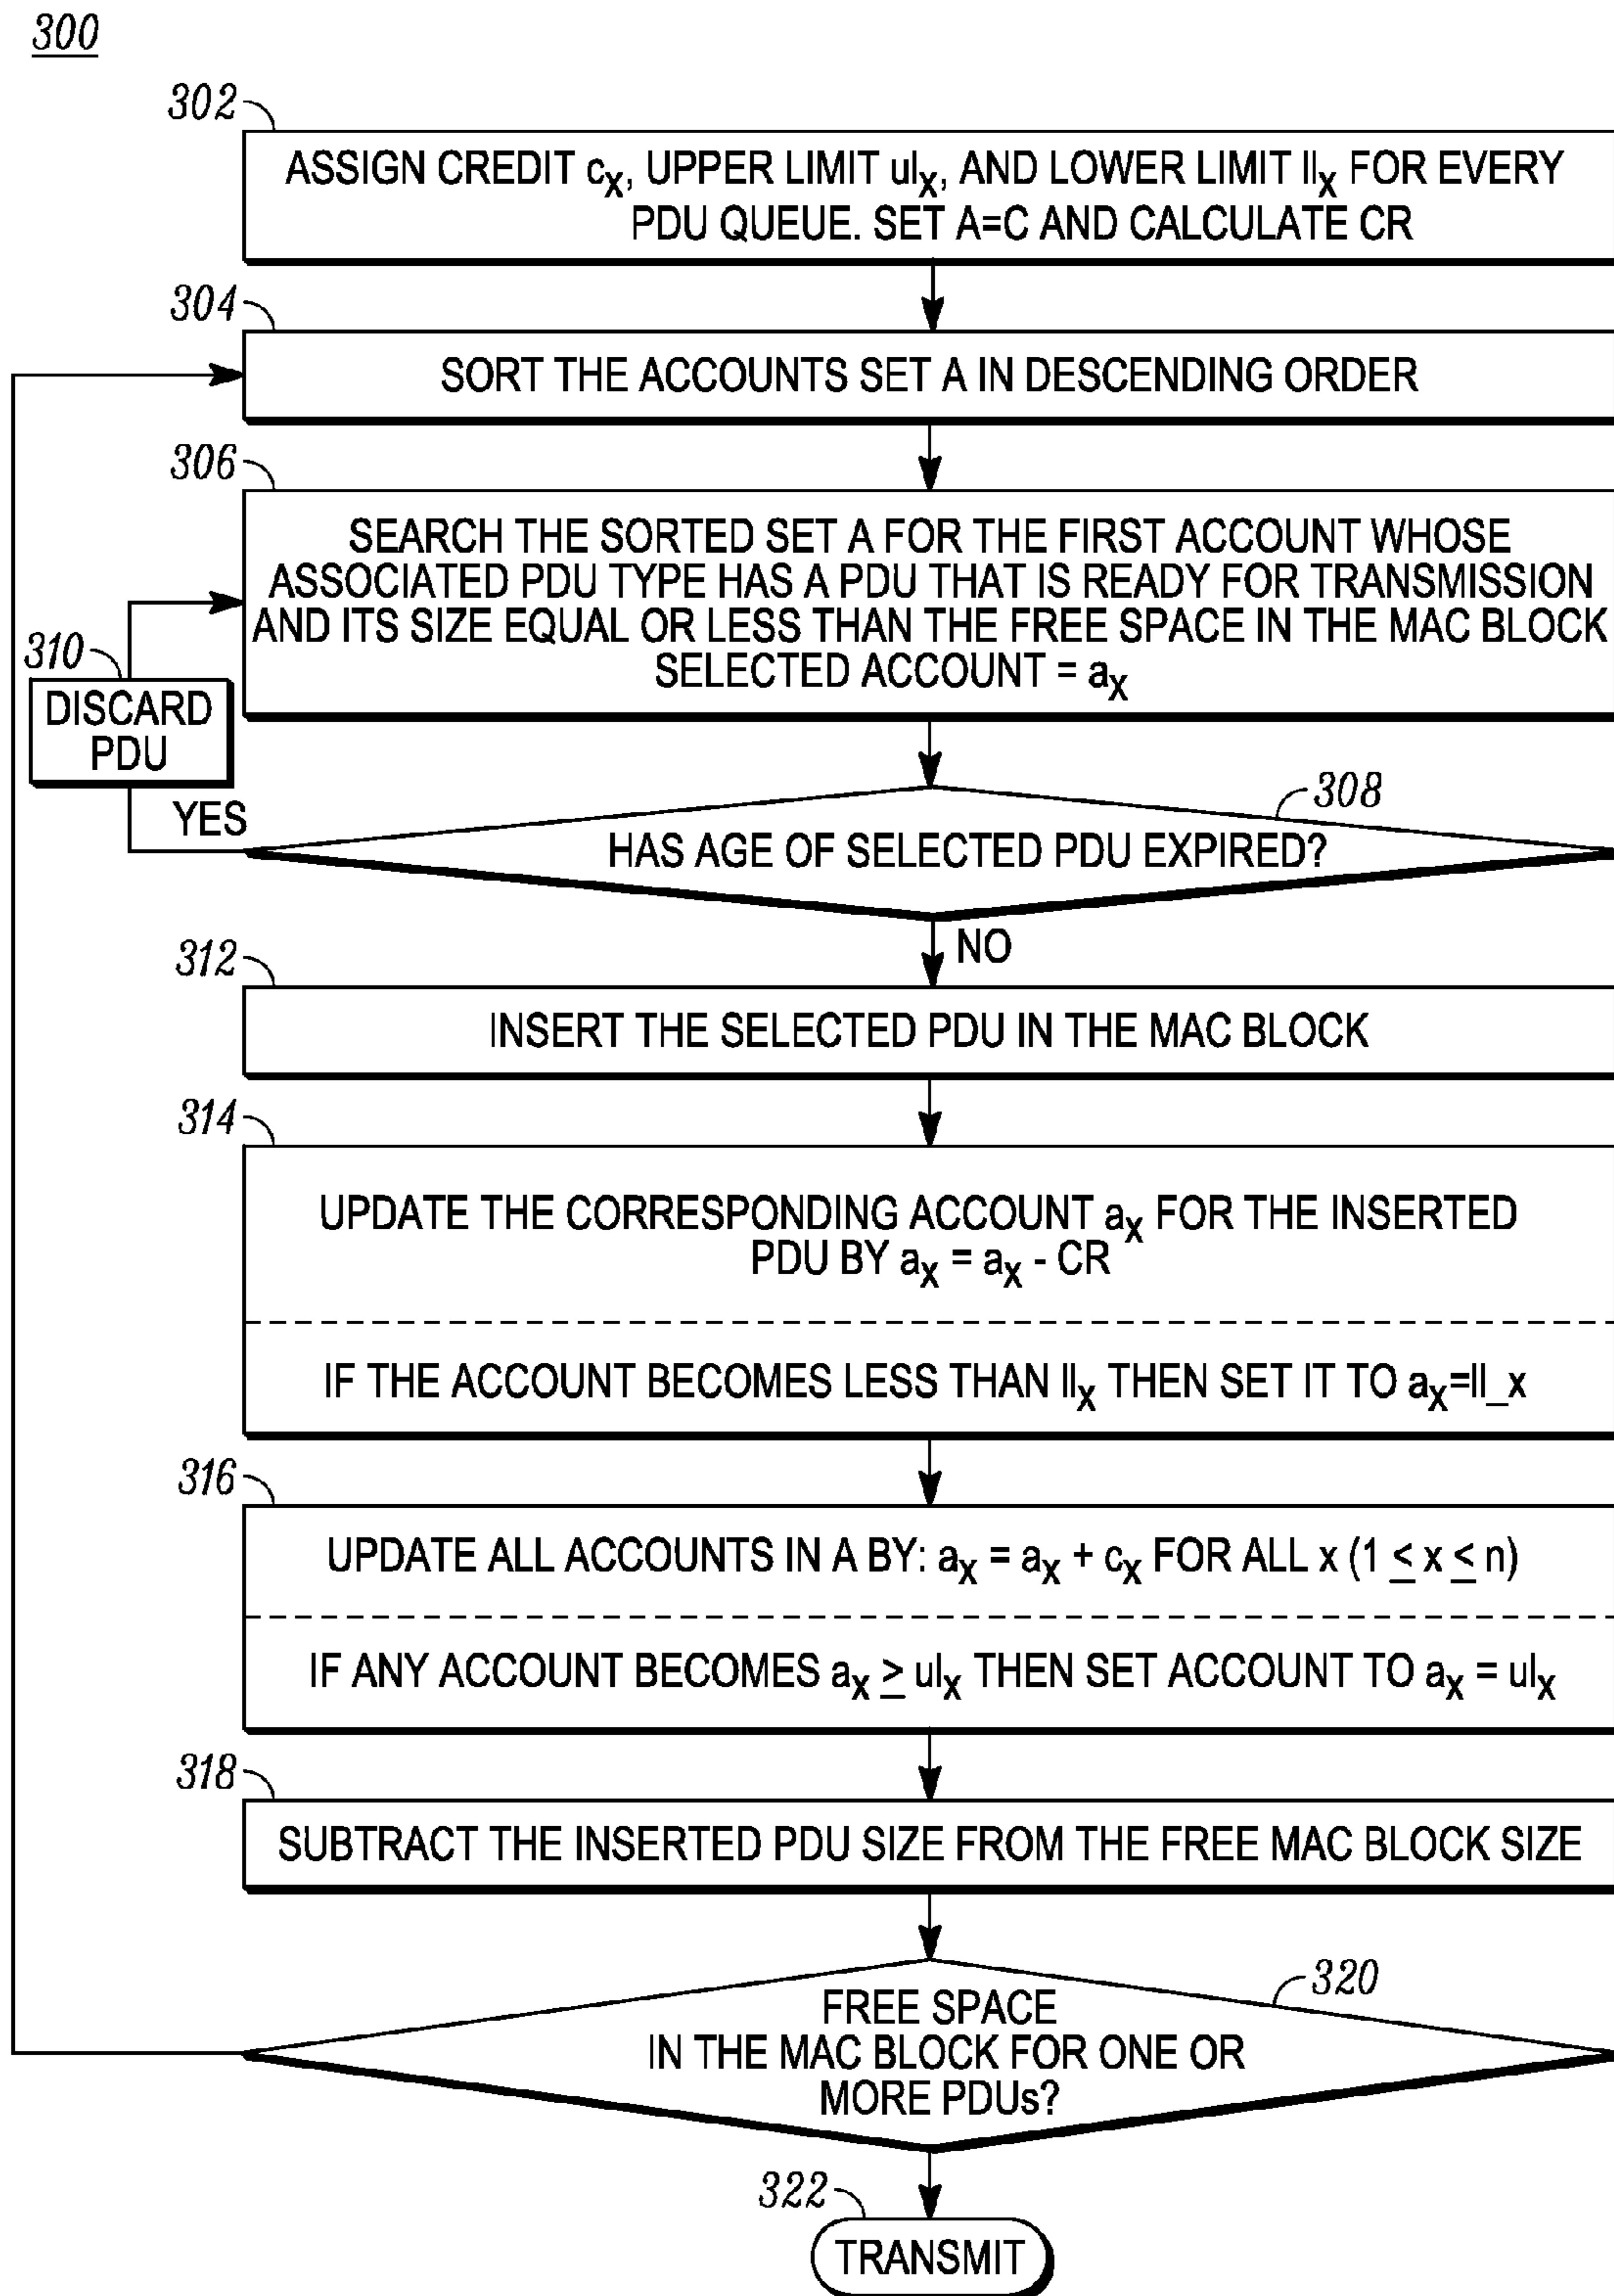 300
302
ASSIGN CREDIT cx, UPPER LIMIT ulx, AND LOWER LIMIT llx FOR EVERY
PDU QUEUE. SET A=C AND CALCULATE CR
304
SORT THE ACCOUNTS SET A IN DESCENDING ORDER
306
SEARCH THE SORTED SET A FOR THE FIRST ACCOUNT WHOSE
ASSOCIATED PDU TYPE HAS A PDU THAT IS READY FOR TRANSMISSION
AND ITS SIZE EQUAL OR LESS THAN THE FREE SPACE IN THE MAC BLOCK
SELECTED ACCOUNT = ax
310
DISCARD
PDU
YES
308
HAS AGE OF SELECTED PDU EXPIRED?
NO
312
INSERT THE SELECTED PDU IN THE MAC BLOCK
314
UPDATE THE CORRESPONDING ACCOUNT ax FOR THE INSERTED
PDU BY ax = ax - CR
IF THE ACCOUNT BECOMES LESS THAN llx THEN SET IT TO ax=ll_x
316
UPDATE ALL ACCOUNTS IN A BY: ax = ax + cx FOR ALL x (1 ≤ x ≤ n)
IF ANY ACCOUNT BECOMES ax ≥ ulx THEN SET ACCOUNT TO ax = ulx
318
SUBTRACT THE INSERTED PDU SIZE FROM THE FREE MAC BLOCK SIZE
320
FREE SPACE
IN THE MAC BLOCK FOR ONE OR
MORE PDUs?
322
TRANSMIT